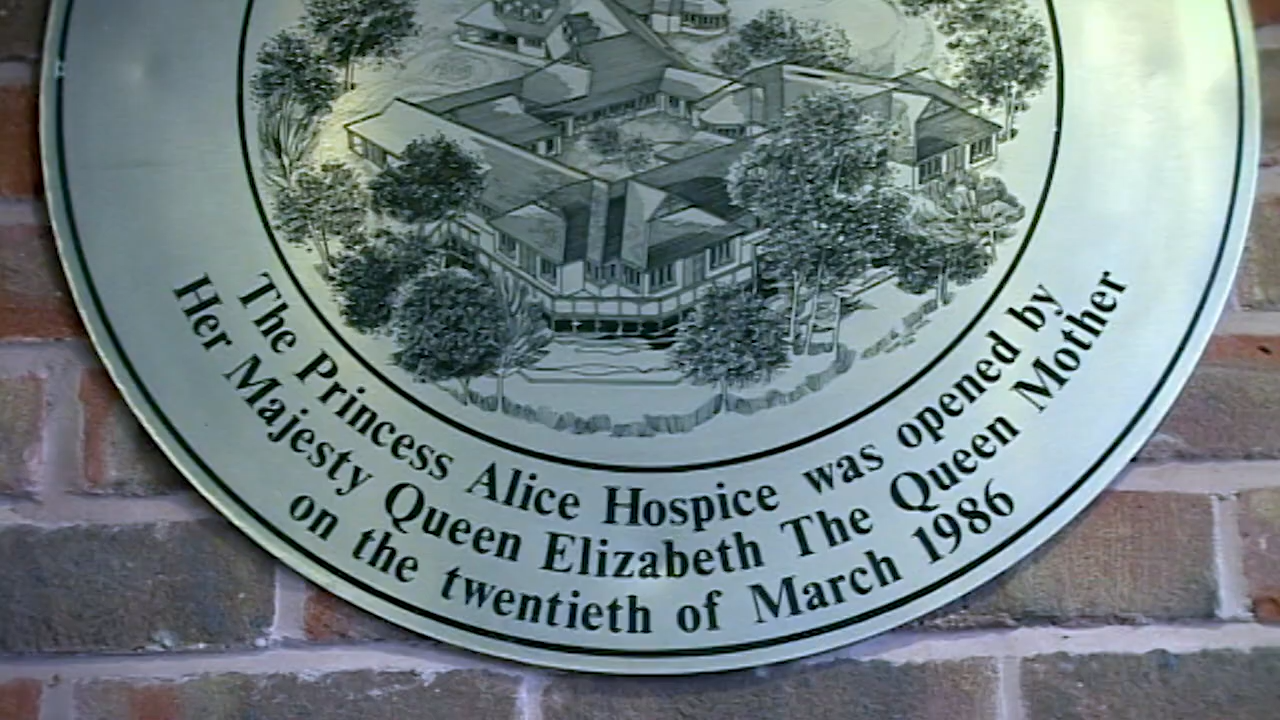 The Princess Alice Hospice was opened by
Her Majesty Queen Elizabeth The Queen Mother
on the twentieth of March 1986